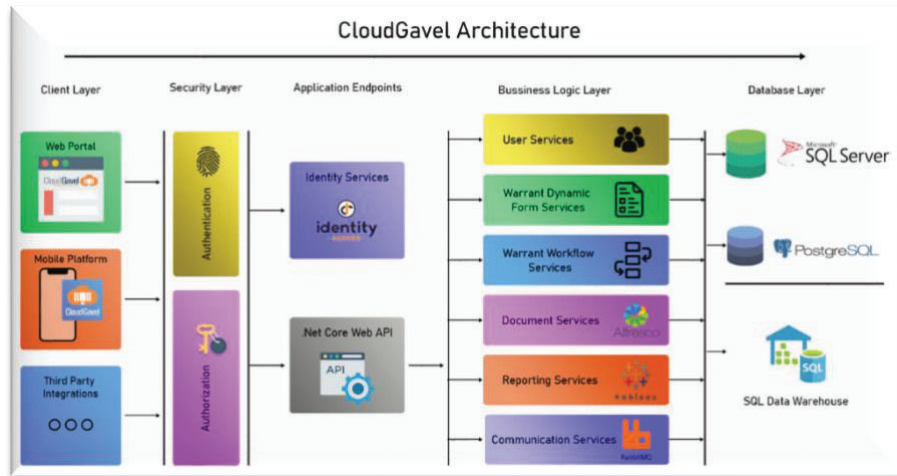 CloudGavel Architecture
Client Layer
Security Layer
Application Endpoints
Bussiness Logic Layer
Database Layer
Web Portal
CloudGavel
Mobile Platform
CloudGavel
Third Party
Integrations
Authentication
Authorization
Identity Services
identity
.Net Core Web API
API
User Services
Warrant Dynamic
Form Services
Warrant Workflow
Services
Document Services
Alfresco
Reporting Services
Communication Services
RabbitMQ
Microsoft
SQL Server
PostgreSQL
SQL
SQL Data Warehouse